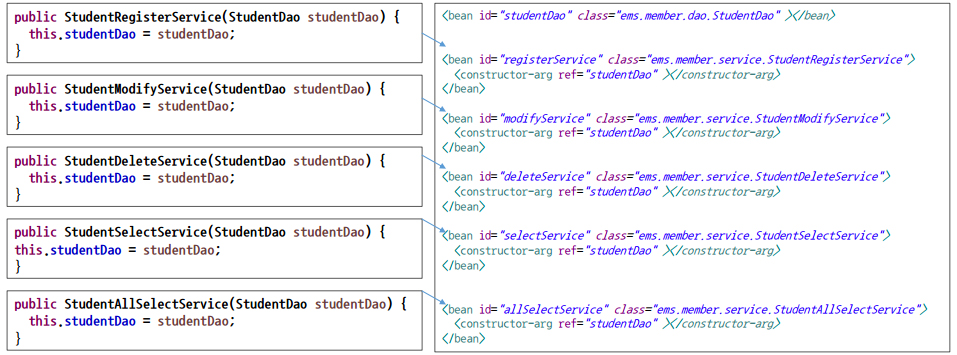 public StudentRegisterService(StudentDao studentDao) {
this.studentDao = studentDao;
}
public StudentModifyService(StudentDao studentDao) {
this.studentDao = studentDao;
}
public StudentDeleteService(StudentDao studentDao) {
this.studentDao = studentDao;
}
public StudentSelectService(StudentDao studentDao) {
this.studentDao = studentDao;
}
public StudentAllSelectService(StudentDao studentDao) {
this.studentDao = studentDao;
}
<bean id="studentDao" class="ems.member.dao.StudentDao" ></bean>
<bean id="registerService" class="ems.member.service.StudentRegisterService">
<constructor-arg ref="studentDao" ></constructor-arg>
</bean>
<bean id="modifyService" class="ems.member.service.StudentModifyService">
<constructor-arg ref="studentDao" ></constructor-arg>
</bean>
<bean id="deleteService" class="ems.member.service.StudentDeleteService">
<constructor-arg ref="studentDao" ></constructor-arg>
</bean>
<bean id="selectService" class="ems.member.service.StudentSelectService">
<constructor-arg ref="studentDao" ></constructor-arg>
</bean>
<bean id="allSelectService" class="ems.member.service.StudentAllSelectService">
<constructor-arg ref="studentDao" ></constructor-arg>
</bean>